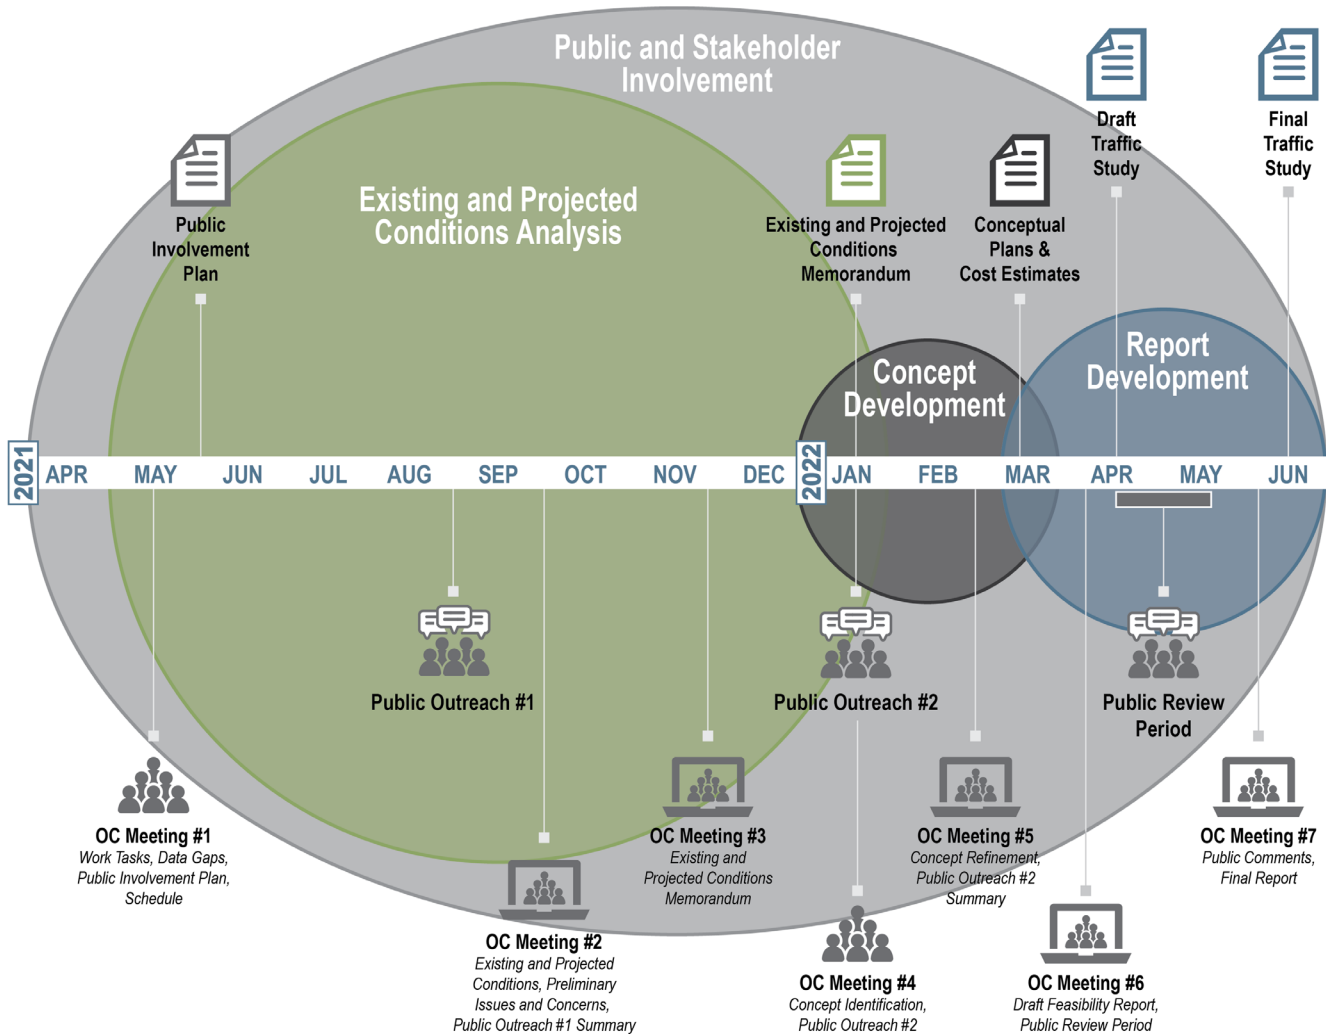 Public and Stakeholder
Involvement
Existing and Projected
Conditions Analysis
Concept
Development
Report
Development
Public
Involvement
Plan
Existing and Projected
Conditions
Memorandum
Conceptual
Plans &
Cost Estimates
Draft
Traffic
Study
Final
Traffic
Study
2021 APR MAY JUN JUL AUG SEP OCT NOV DEC 2022 JAN FEB MAR APR MAY JUN
Public Outreach #1
Public Outreach #2
Public Review
Period
OC Meeting #1
Work Tasks, Data Gaps,
Public Involvement Plan,
Schedule
OC Meeting #2
Existing and Projected
Conditions, Preliminary
Issues and Concerns,
Public Outreach #1 Summary
OC Meeting #3
Existing and
Projected Conditions
Memorandum
OC Meeting #4
Concept Identification,
Public Outreach #2
OC Meeting #5
Concept Refinement,
Public Outreach #2
Summary
OC Meeting #6
Draft Feasibility Report,
Public Review Period
OC Meeting #7
Public Comments,
Final Report